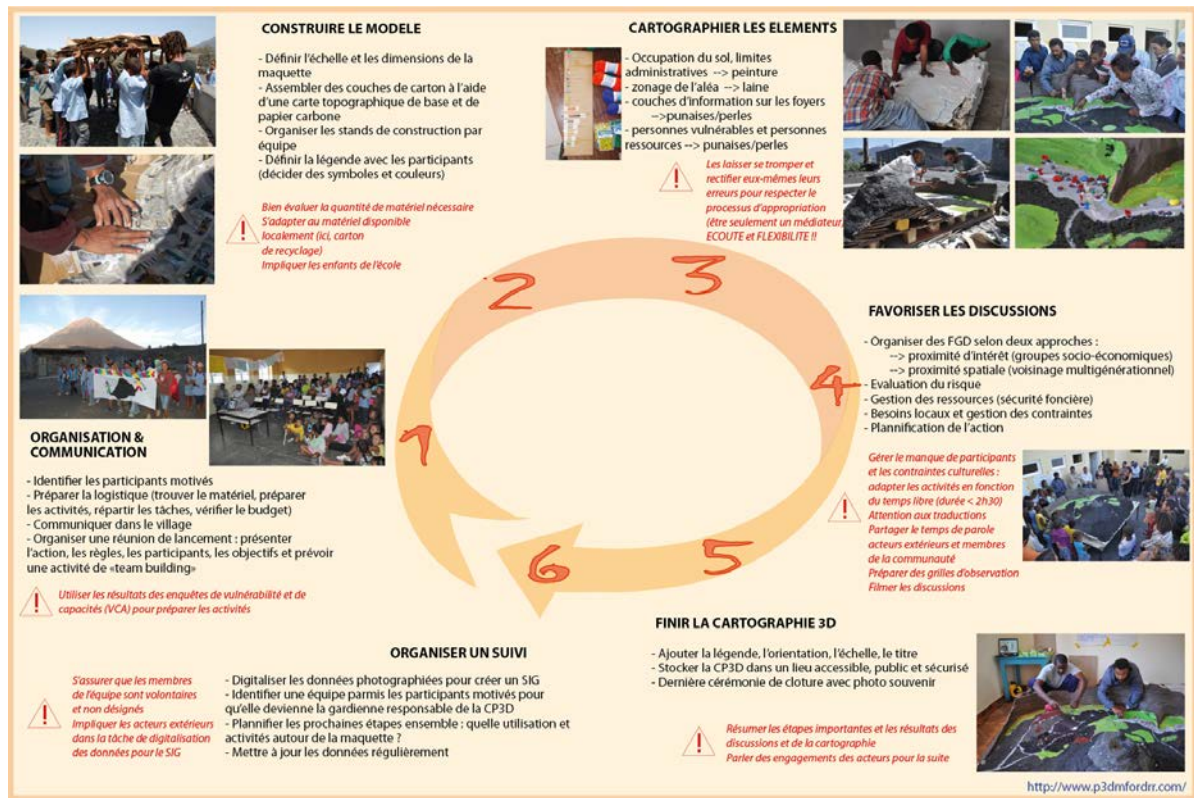 CONSTRUIRE LE MODELE
- Définir l'échelle et les dimensions de la
maquette
- Assembler des couches de carton à l'aide
d'une carte topographique de base et de
papier carbone
- Organiser les stands de construction par
équipe
- Définir la légende avec les participants
(décider des symboles et couleurs)
Bien évaluer la quantité de matériel nécessaire
S'adapter au matériel disponible
localement (ici, carton
de recyclage)
Impliquer les enfants de l'école
CARTOGRAPHIER LES ELEMENTS
- Occupation du sol, limites
administratives --> peinture
- zonage de l'aléa --> laine
- couches d'information sur les foyers
-->punaises/perles
- personnes vulnérables et personnes
ressources --> punaises/perles
Les laisser se tromper et
rectifier eux-mêmes leurs
erreurs pour respecter le
processus d'appropriation
(être seulement un médiateur)
ECOUTE et FLEXIBILITE !!
2
3
FAVORISER LES DISCUSSIONS
- Organiser des FGD selon deux approches :
--> proximité d'intérêt (groupes socio-économiques)
--> proximité spatiale (voisinage multigénérationnel)
- Evaluation du risque
- Gestion des ressources (sécurité foncière)
- Besoins locaux et gestion des contraintes
- Plannification de l'action
4
Gérer le manque de participants
et les contraintes culturelles :
adapter les activités en fonction
du temps libre (durée < 2h30)
Attention aux traductions
Partager le temps de parole
acteurs extérieurs et membres
de la communauté
Préparer des grilles d'observation
Filmer les discussions
1
ORGANISATION &
COMMUNICATION
- Identifier les participants motivés
- Préparer la logistique (trouver le matériel, préparer
les activités, répartir les tâches, vérifier le budget)
- Communiquer dans le village
- Organiser une réunion de lancement : présenter
l'action, les règles, les participants, les objectifs et prévoir
une activité de «team building»
Utiliser les résultats des enquêtes de vulnérabilité et de
capacités (VCA) pour préparer les activités
6
5
FINIR LA CARTOGRAPHIE 3D
- Ajouter la légende, l'orientation, l'échelle, le titre
- Stocker la CP3D dans un lieu accessible, public et sécurisé
- Dernière cérémonie de cloture avec photo souvenir
Résumer les étapes importantes et les résultats des
discussions et de la cartographie
Parler des engagements des acteurs pour la suite
ORGANISER UN SUIVI
- Digitaliser les données photographiées pour créer un SIG
- Identifier une équipe parmis les participants motivés pour
qu'elle devienne la gardienne responsable de la CP3D
- Plannifier les prochaines étapes ensemble : quelle utilisation et
activités autour de la maquette ?
- Mettre à jour les données régulièrement
S'assurer que les membres
de l'équipe sont volontaires
et non désignés
Impliquer les acteurs extérieurs
dans la tâche de digitalisation
des données pour le SIG
http://www.p3dmfordrr.com/